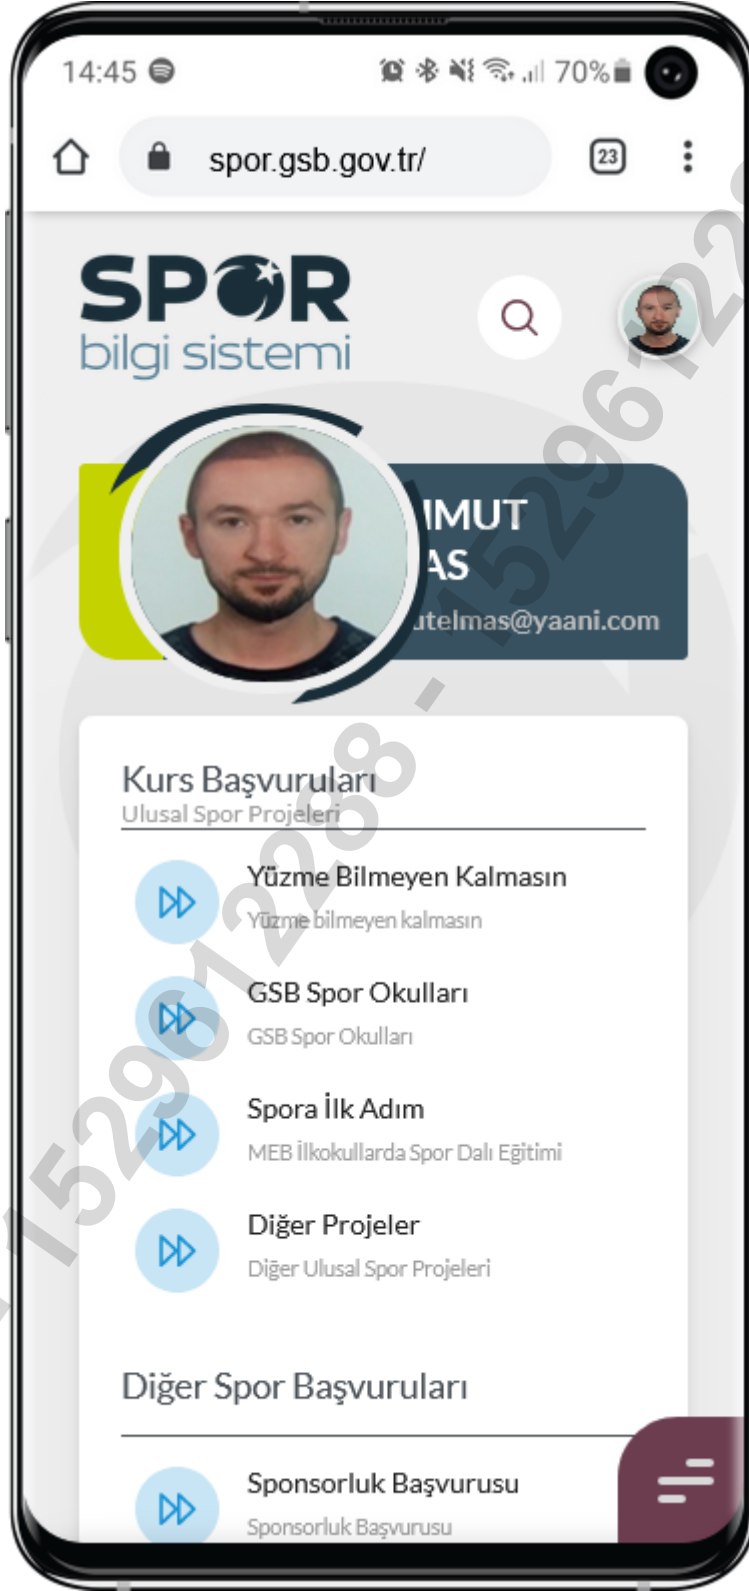 14:45
70%
spor.gsb.gov.tr/
23
SPOR
bilgi sistemi
IMUT
AS
utelmas@yaani.com
Kurs Başvuruları
Ulusal Spor Projeleri
Yüzme Bilmeyen Kalmasın
Yüzme bilmeyen kalmasın
GSB Spor Okulları
GSB Spor Okulları
Spora İlk Adım
MEB İlkokullarda Spor Dalı Eğitimi
Diğer Projeler
Diğer Ulusal Spor Projeleri
Diğer Spor Başvuruları
Sponsorluk Başvurusu
Sponsorluk Başvurusu
15296122288 - 15296122